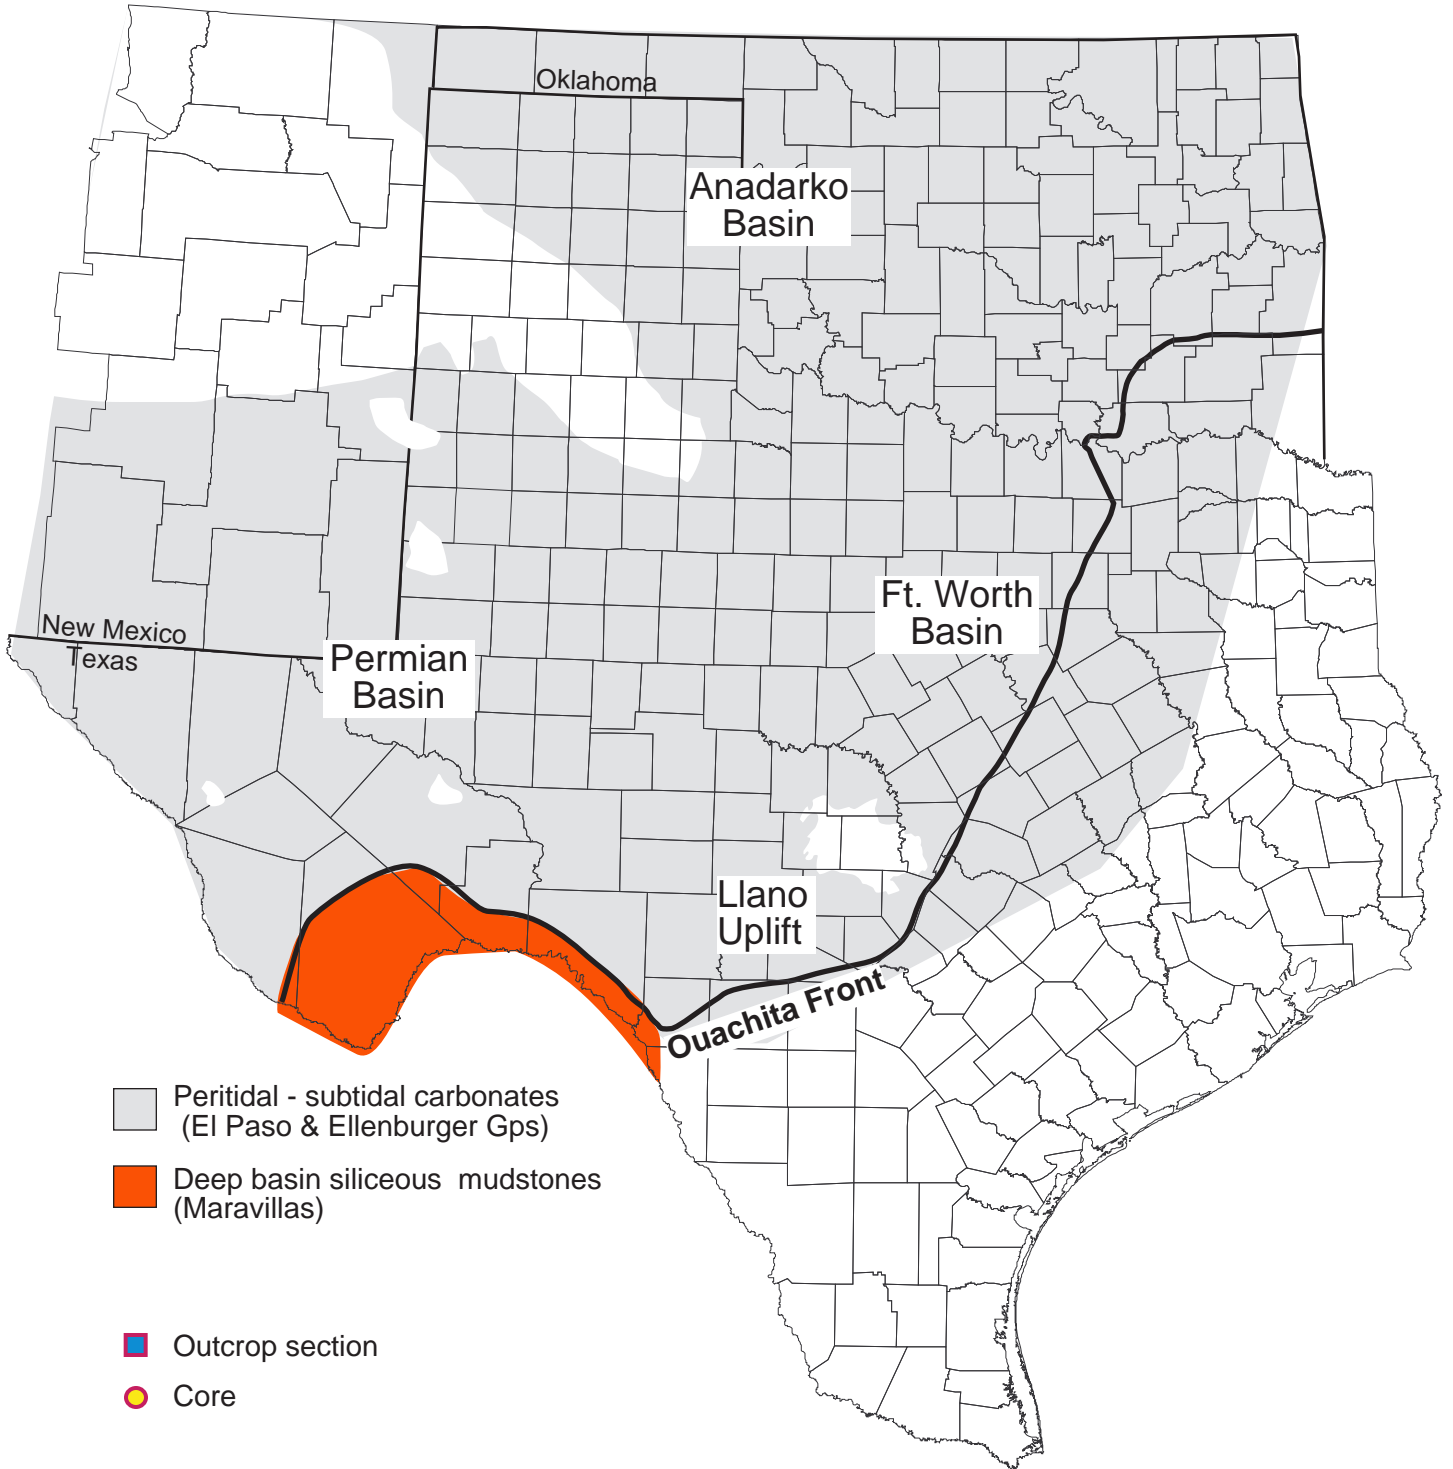 Oklahoma
Anadarko
Basin
Ft. Worth
Basin
New Mexico
Texas
Permian
Basin
Llano
Uplift
Ouachita Front
Peritidal - subtidal carbonates
(El Paso & Ellenburger Gps)
Deep basin siliceous mudstones
(Maravillas)
Outcrop section
Core